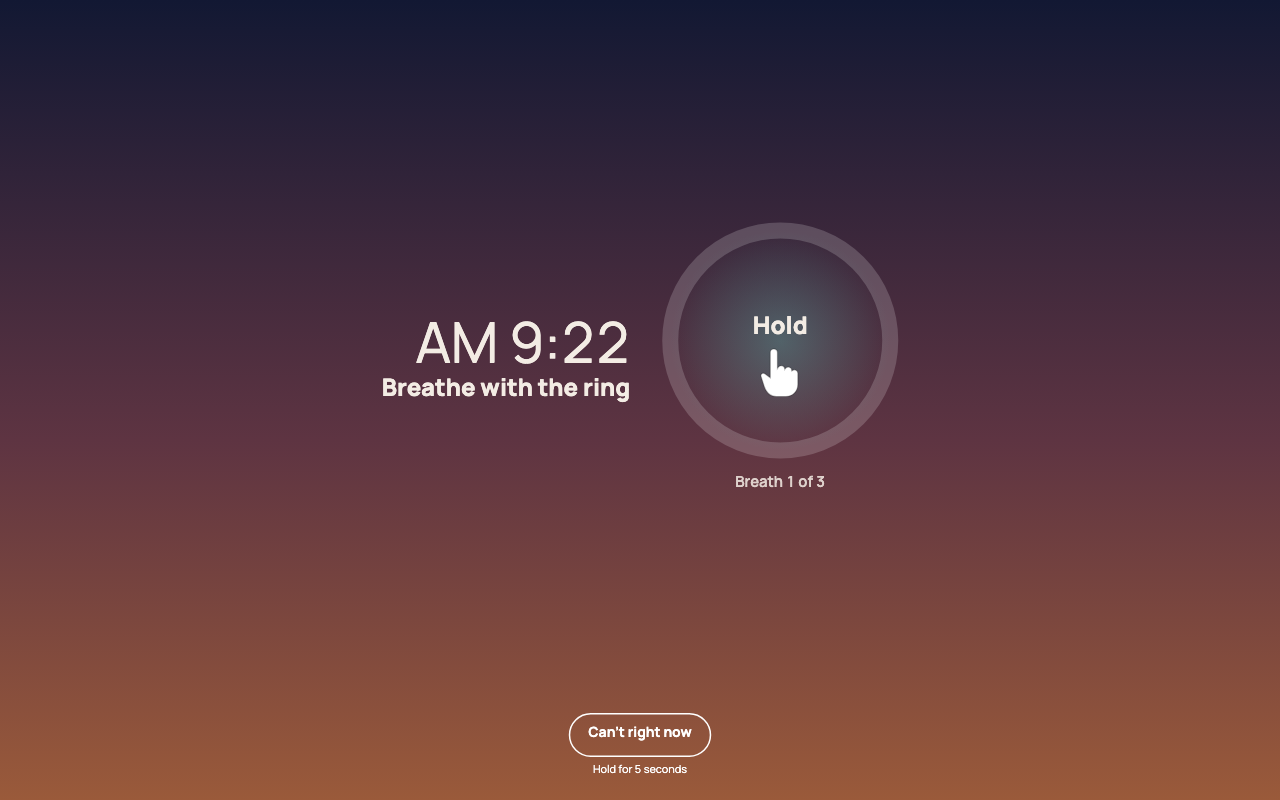 AM 9:22
Breathe with the ring
Hold
Breath 1 of 3
Can't right now
Hold for 5 seconds